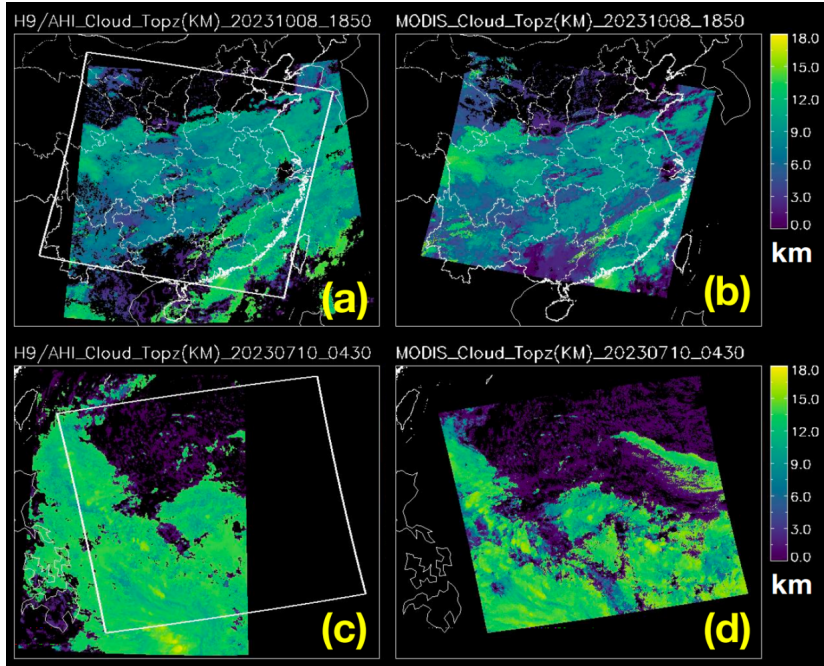 H9/AHI_Cloud_Topz(KM)_20231008_1850
MODIS_Cloud_Topz(KM)_20231008_1850
18.0
15.0
12.0
9.0
6.0
3.0
0.0
km
(a)
(b)
H9/AHI_Cloud_Topz(KM)_20230710_0430
MODIS_Cloud_Topz(KM)_20230710_0430
18.0
15.0
12.0
9.0
6.0
3.0
0.0
km
(c)
(d)